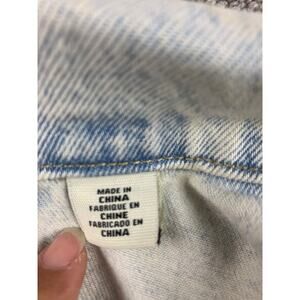 MADE IN
CHINA
FABRIQUE EN
CHINE
FABRICADO EN
CHINA